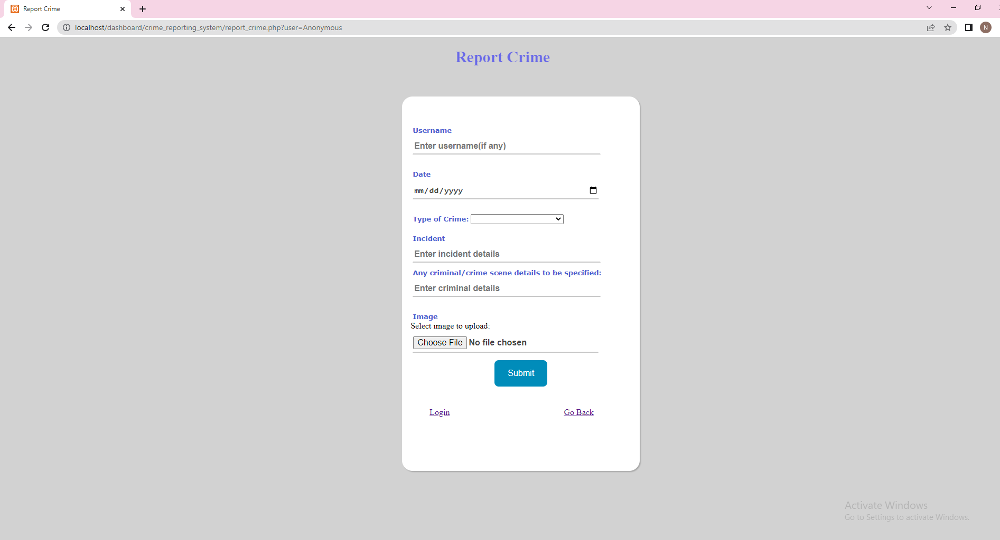 Report Crime
localhost/dashboard/crime_reporting_system/report_crime.php?user=Anonymous
N
Report Crime
Username
Enter username(if any)
Date
mm/dd/yyyy
Type of Crime:
Incident
Enter incident details
Any criminal/crime scene details to be specified:
Enter criminal details
Image
Select image to upload:
Choose File No file chosen
Submit
Login Go Back
Activate Windows
Go to Settings to activate Windows.